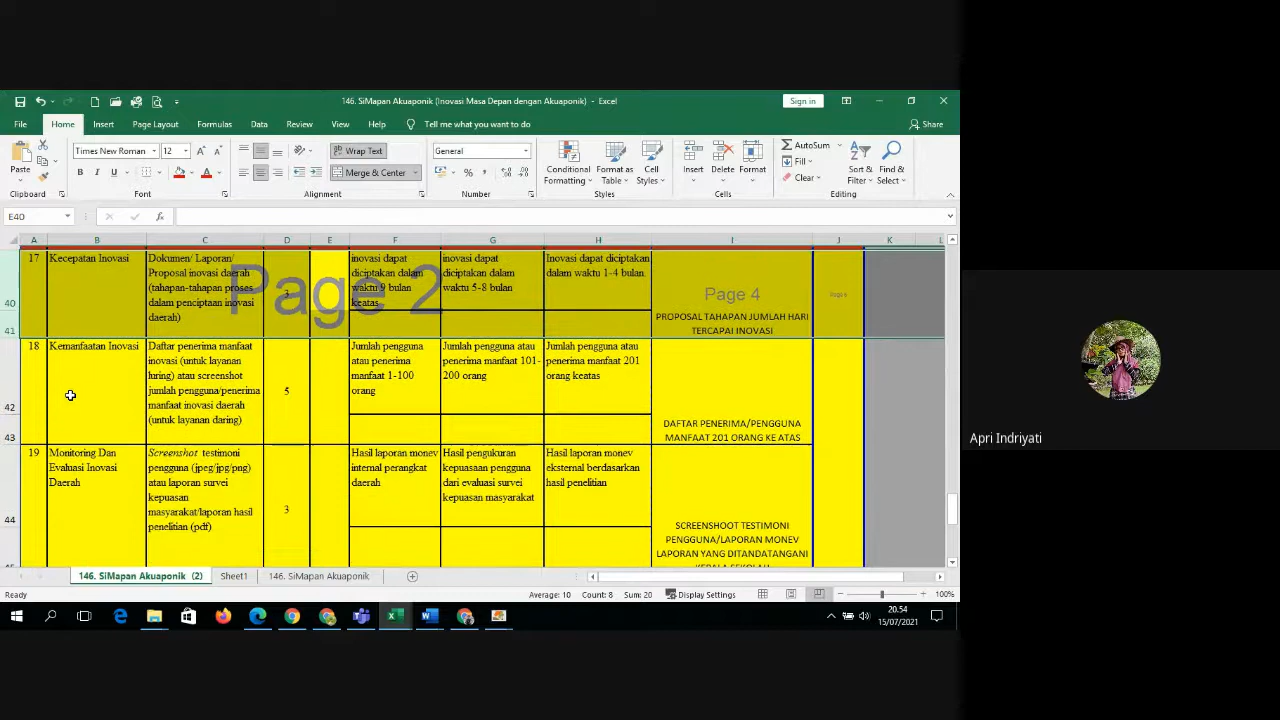 146. SiMapan Akuaponik (Inovasi Masa Depan dengan Akuaponik) - Excel
Sign in
File Home Insert Page Layout Formulas Data Review View Help Tell me what you want to do Share
Paste
Times New Roman 12
B I U
Wrap Text
Merge & Center
General
Conditional Formatting
Format as Table
Cell Styles
Insert Delete Format
AutoSum
Fill
Clear
Sort & Filter
Find & Select
Clipboard Font Alignment Number Styles Cells Editing
E40
A B C D E F G H I J K L
40
41
42
43
44
17
Kecepatan Inovasi
Dokumen/ Laporan/
Proposal inovasi daerah
(tahapan-tahapan proses
dalam penciptaan inovasi
daerah)
inovasi dapat
diciptakan dalam
waktu 9 bulan
keatas
inovasi dapat
diciptakan dalam
waktu 5-8 bulan
Inovasi dapat diciptakan
dalam waktu 1-4 bulan.
Page 2
Page 4
PROPOSAL TAHAPAN JUMLAH HARI
TERCAPAI INOVASI
18
Kemanfaatan Inovasi
Daftar penerima manfaat
inovasi (untuk layanan
luring) atau screenshot
jumlah pengguna/penerima
manfaat inovasi daerah
(untuk layanan daring)
5
Jumlah pengguna
atau penerima
manfaat 1-100
orang
Jumlah pengguna atau
penerima manfaat 101-
200 orang
Jumlah pengguna atau
penerima manfaat 201
orang keatas
DAFTAR PENERIMA/PENGGUNA
MANFAAT 201 ORANG KE ATAS
19
Monitoring Dan
Evaluasi Inovasi
Daerah
Screenshot testimoni
pengguna (jpeg/jpg/png)
atau laporan survei
kepuasan
masyarakat/laporan hasil
penelitian (pdf)
3
Hasil laporan monev
internal perangkat
daerah
Hasil pengukuran
kepuasaan pengguna
dari evaluasi survei
kepuasan masyarakat
Hasil laporan monev
eksternal berdasarkan
hasil penelitian
SCREENSHOOT TESTIMONI
PENGGUNA/LAPORAN MONEV
LAPORAN YANG DITANDATANGANI
KEPALA SEKOLAH
146. SiMapan Akuaponik (2) Sheet1 146. SiMapan Akuaponik
Ready Average: 10 Count: 8 Sum: 20 Display Settings 100%
20.54
15/07/2021
Apri Indriyati